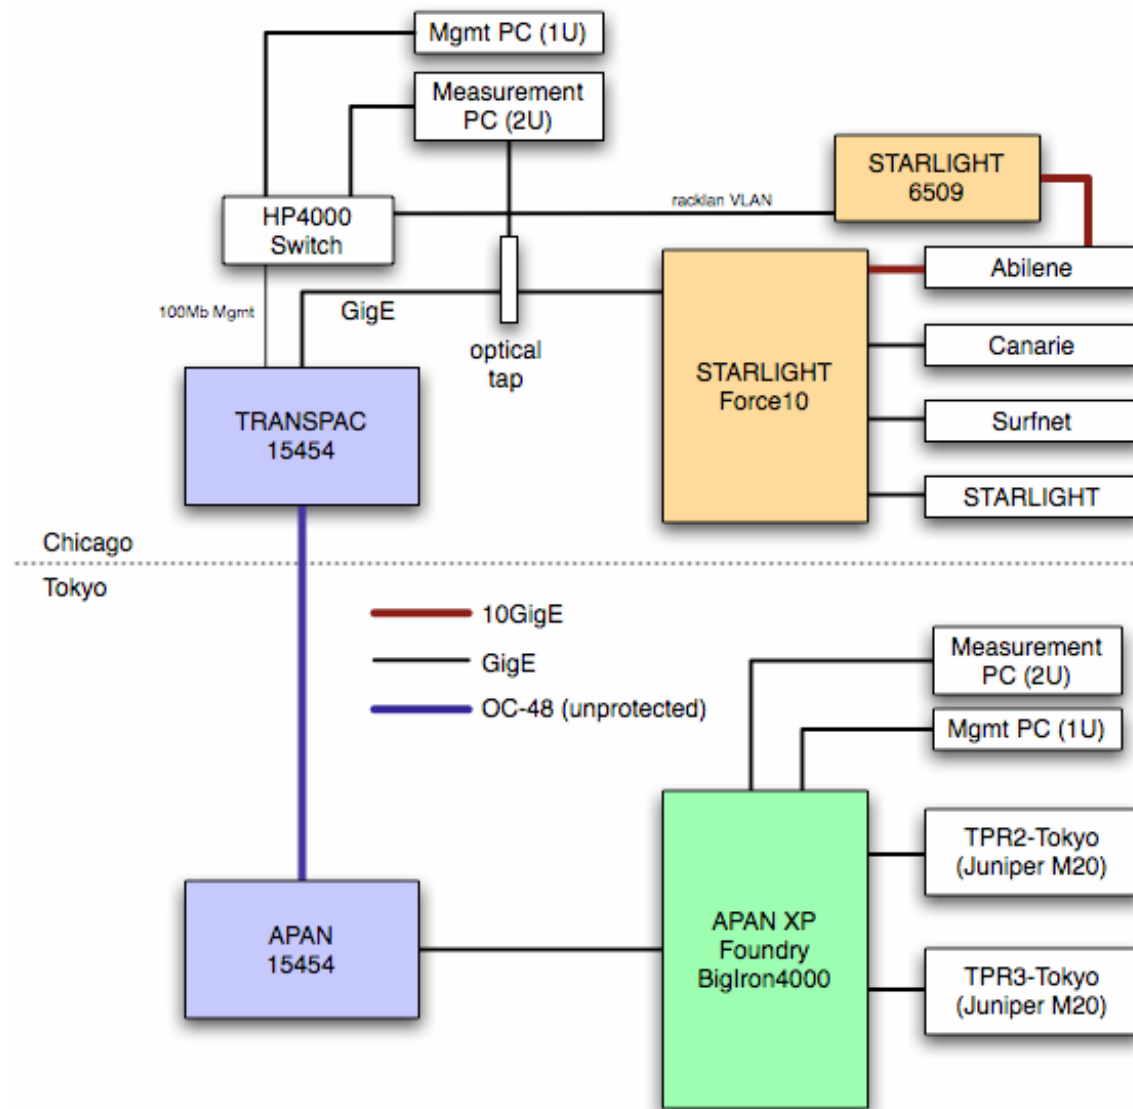 Mgmt PC (1U)
Measurement
PC (2U)
STARLIGHT
6509
racklan VLAN
HP4000
Switch
Abilene
100Mb Mgmt
GigE
optical
tap
Canarie
STARLIGHT
Force10
TRANSPAC
15454
Surfnet
STARLIGHT
Chicago
Tokyo
10GigE
GigE
OC-48 (unprotected)
Measurement
PC (2U)
Mgmt PC (1U)
TPR2-Tokyo
(Juniper M20)
APAN
15454
APAN XP
Foundry
BigIron4000
TPR3-Tokyo
(Juniper M20)